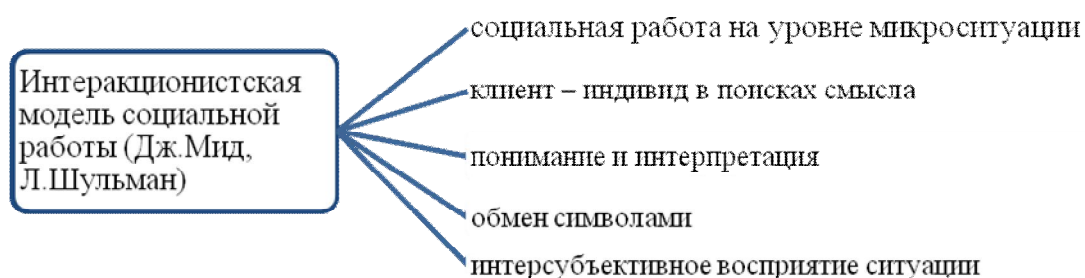 Интеракционистская
модель социальной
работы (Дж.Мид,
Л.Шульман)
социальная работа на уровне микроситуации
клиент – индивид в поисках смысла
понимание и интерпретация
обмен символами
интерсубъективное восприятие ситуации